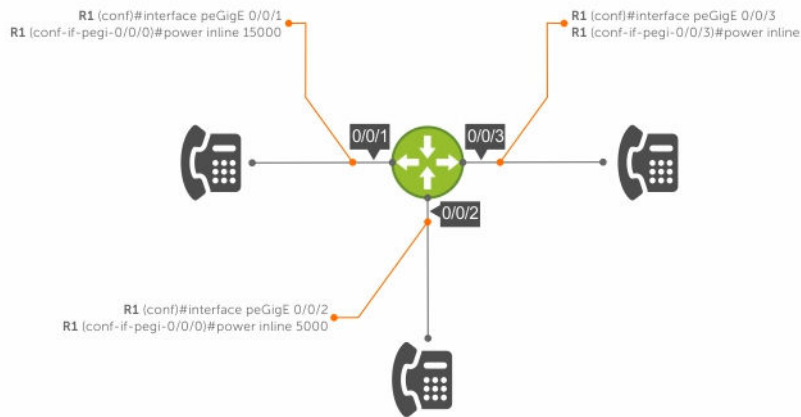 R1 (conf)#interface peGigE 0/0/1
R1 (conf-if-pegi-0/0/0)#power inline 15000
R1 (conf)#interface peGigE 0/0/3
R1 (conf-if-pegi-0/0/3)#power inline
0/0/1
0/0/3
0/0/2
R1 (conf)#interface peGigE 0/0/2
R1 (conf-if-pegi-0/0/0)#power inline 5000